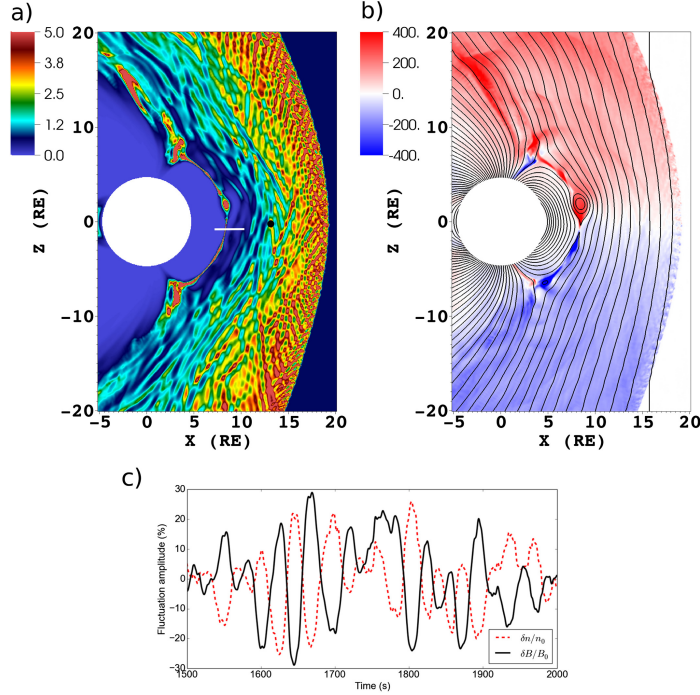 a)
b)
5.0
3.8
2.5
1.2
0.0
20
10
0
−10
−20
Z (RE)
−5 0 5 10 15 20
X (RE)
400.
200.
0.
-200.
-400.
20
10
0
−10
−20
Z (RE)
−5 0 5 10 15 20
X (RE)
c)
Fluctuation amplitude (%)
30
20
10
0
−10
−20
−30
δn/n₀
δB/B₀
1500 1600 1700 1800 1900 2000
Time (s)